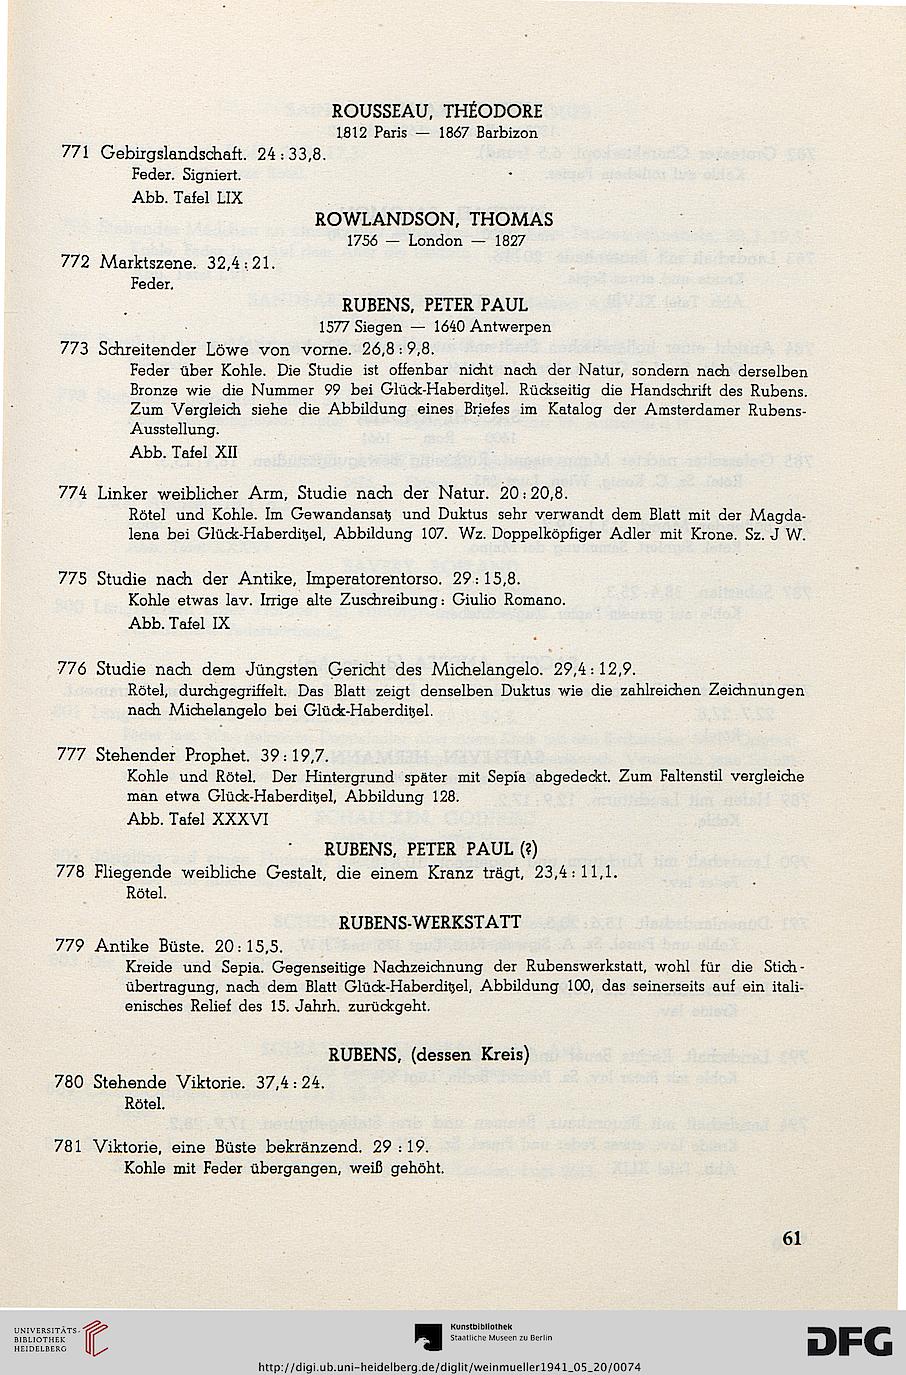 ROUSSEAU, THÉODORE
1812 Paris — 1867 Barbizon
771 Gebirgslandschaft. 24 : 33,8.
Feder. Signiert.
Abb. Tafel LIX
ROWLANDSON, THOMAS
1756 — London — 1827
772 Marktszene. 32,4 : 21.
Feder.
RUBENS, PETER PAUL
1577 Siegen — 1640 Antwerpen
773 Schreitender Löwe von vorne. 26,8 : 9,8.
Feder über Kohle. Die Studie ist offenbar nicht nach der Natur, sondern nach derselben
Bronze wie die Nummer 99 bei Glück-Haberditzel. Rückseitig die Handschrift des Rubens.
Zum Vergleich siehe die Abbildung eines Briefes im Katalog der Amsterdamer Rubens-
Ausstellung.
Abb. Tafel XII
774 Linker weiblicher Arm, Studie nach der Natur. 20 : 20,8.
Rötel und Kohle. Im Gewandansatz und Duktus sehr verwandt dem Blatt mit der Magda-
lena bei Glück-Haberditzel, Abbildung 107. Wz. Doppelköpfiger Adler mit Krone. Sz. J W.
775 Studie nach der Antike, Imperatorentorso. 29 : 15,8.
Kohle etwas lav. Irrige alte Zuschreibung: Giulio Romano.
Abb. Tafel IX
776 Studie nach dem Jüngsten Gericht des Michelangelo. 29,4 : 12,9.
Rötel, durchgegriffelt. Das Blatt zeigt denselben Duktus wie die zahlreichen Zeichnungen
nach Michelangelo bei Glück-Haberditzel.
777 Stehender Prophet. 39 : 19,7.
Kohle und Rötel. Der Hintergrund später mit Sepia abgedeckt. Zum Faltenstil vergleiche
man etwa Glück-Haberditzel, Abbildung 128.
Abb. Tafel XXXVI
RUBENS, PETER PAUL (?)
778 Fliegende weibliche Gestalt, die einem Kranz trägt, 23,4 : 11,1.
Rötel.
RUBENS-WERKSTATT
779 Antike Büste. 20 : 15,5.
Kreide und Sepia. Gegenseitige Nachzeichnung der Rubenswerkstatt, wohl für die Stich-
übertragung, nach dem Blatt Glück-Haberditzel, Abbildung 100, das seinerseits auf ein itali-
enisches Relief des 15. Jahrh. zurückgeht.
RUBENS, (dessen Kreis)
780 Stehende Viktorie. 37,4 : 24.
Rötel.
781 Viktorie, eine Büste bekränzend. 29 : 19.
Kohle mit Feder übergangen, weiß gehöht.
61
UNIVERSITÄTS-
BIBLIOTHEK
HEIDELBERG
Kunstbibliothek
Staatliche Museen zu Berlin
DFG
http://digi.ub.uni-heidelberg.de/diglit/weinmueller1941_05_20/0074